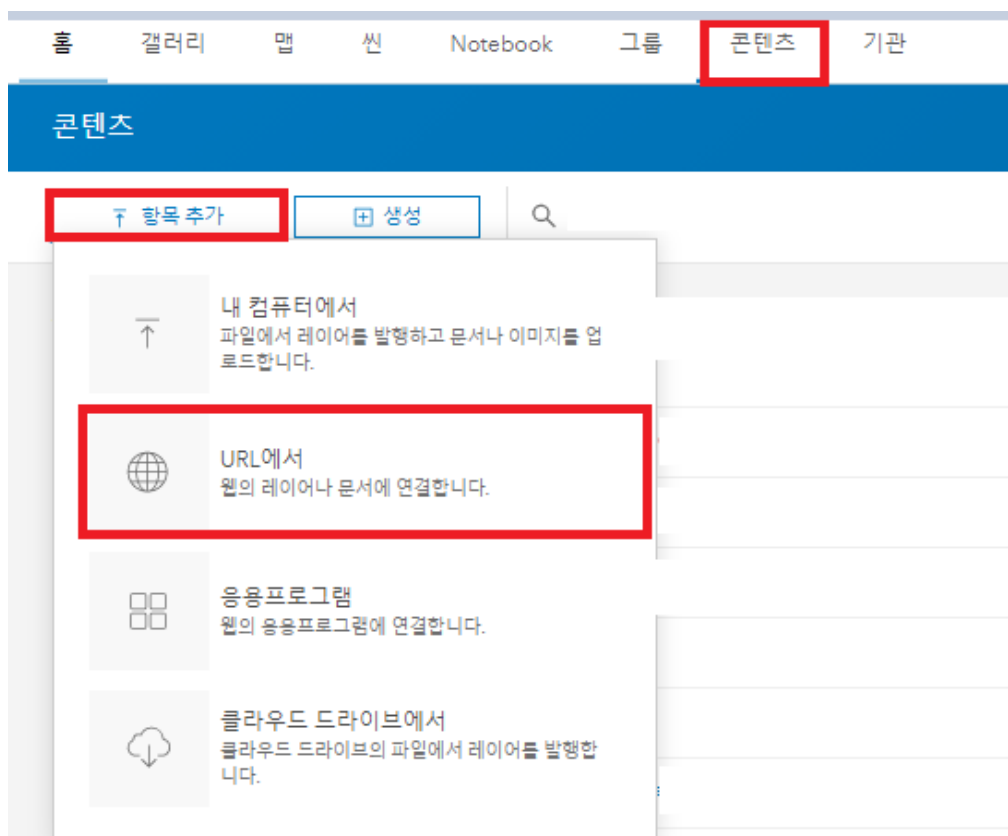 홈 갤러리 맵 씬 Notebook 그룹 콘텐츠 기관
콘텐츠
항목 추가 생성
내 컴퓨터에서
파일에서 레이어를 발행하고 문서나 이미지를 업
로드합니다.
URL에서
웹의 레이어나 문서에 연결합니다.
응용프로그램
웹의 응용프로그램에 연결합니다.
클라우드 드라이브에서
클라우드 드라이브의 파일에서 레이어를 발행합
니다.